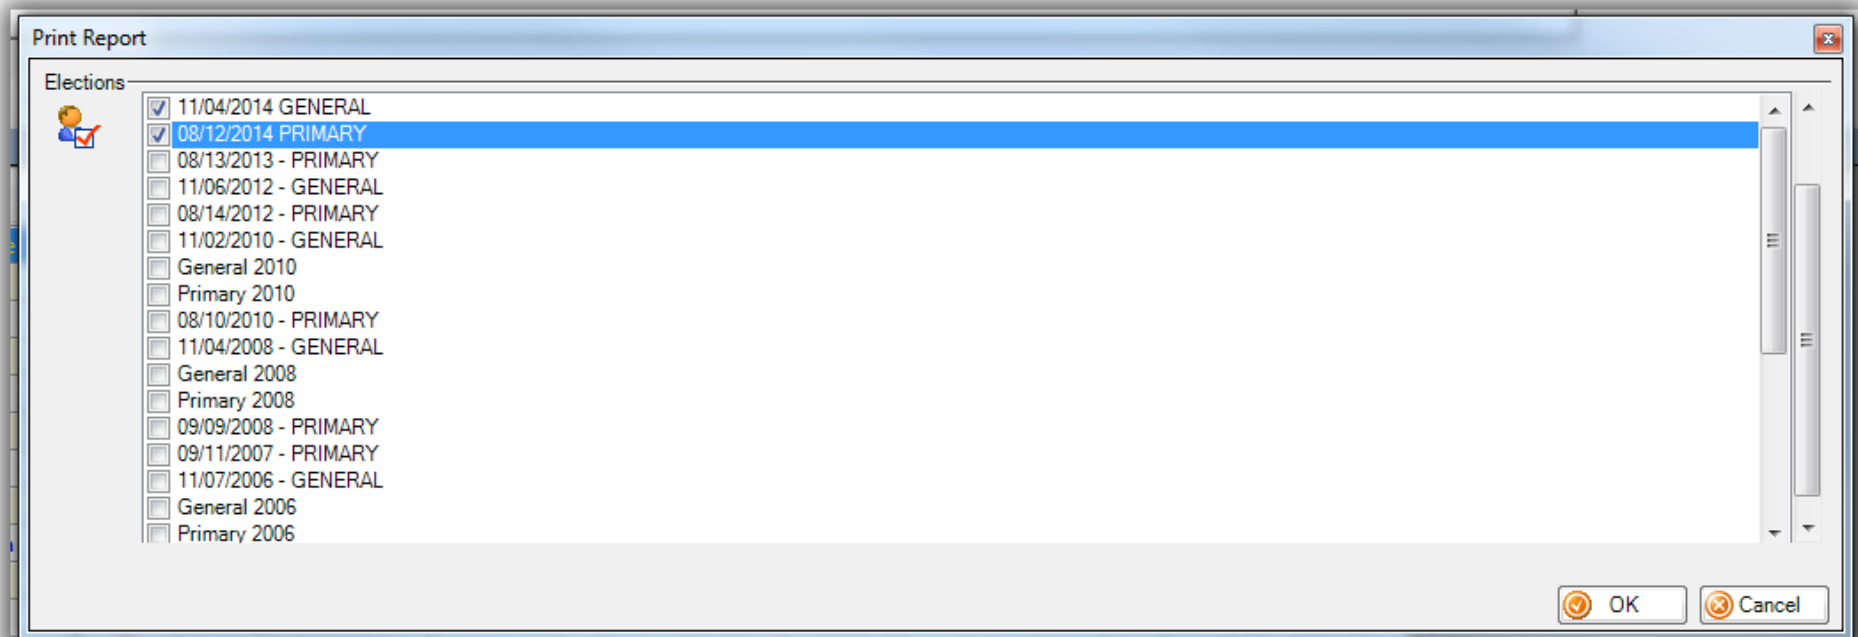 Print Report
Elections
11/04/2014 GENERAL
08/12/2014 PRIMARY
08/13/2013 - PRIMARY
11/06/2012 - GENERAL
08/14/2012 - PRIMARY
11/02/2010 - GENERAL
General 2010
Primary 2010
08/10/2010 - PRIMARY
11/04/2008 - GENERAL
General 2008
Primary 2008
09/09/2008 - PRIMARY
09/11/2007 - PRIMARY
11/07/2006 - GENERAL
General 2006
Primary 2006
OK Cancel